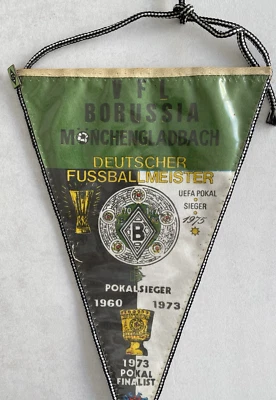 VFL
BORUSSIA
MÖNCHENGLADBACH
DEUTSCHER
FUSSBALLMEISTER
UEFA POKAL
SIEGER
1975
B
POKALSIEGER
1960 1973
1973
POKAL
FINALIST